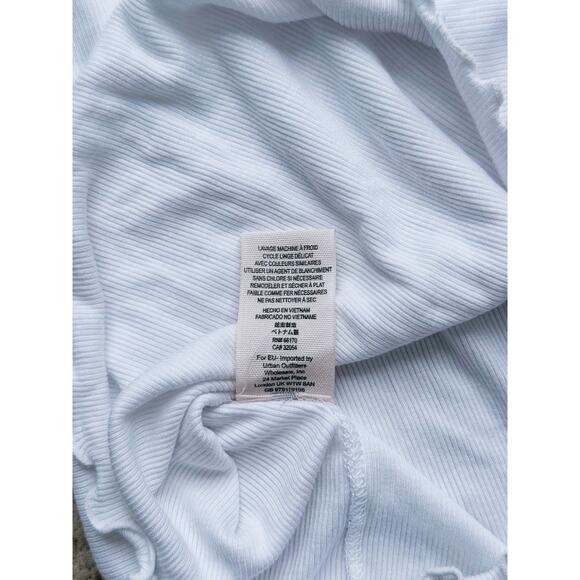 LAVAGE MACHINE À FROID
CYCLE LINGE DÉLICAT
AVEC COULEURS SIMILAIRES
UTILISER UN AGENT DE BLANCHIMENT
SANS CHLORE SI NÉCESSAIRE
REMODELER ET SÉCHER À PLAT
FAIBLE COMME FER NÉCESSAIRES
NE PAS NETTOYER À SEC
HECHO EN VIETNAM
FABRICADO NO VIETNAME
越南制造
ベトナム製
RN# 66170
CA# 32054
For EU- Imported by
Urban Outfitters
Wholesale, Inc
24 Market Place
London UK W1W 8AN
GB 975119106